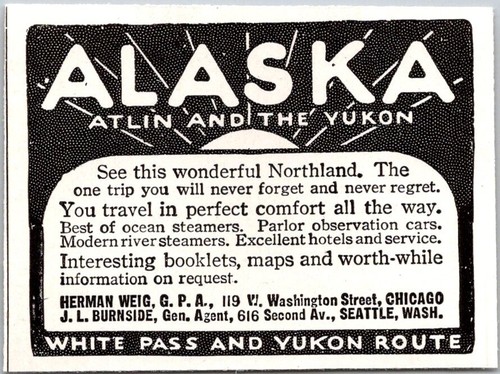 ALASKA
ATLIN AND THE YUKON
See this wonderful Northland. The
one trip you will never forget and never regret.
You travel in perfect comfort all the way.
Best of ocean steamers. Parlor observation cars.
Modern river steamers. Excellent hotels and service.
Interesting booklets, maps and worth-while
information on request.
HERMAN WEIG, G. P. A., 119 W. Washington Street, CHICAGO
J. L. BURNSIDE, Gen. Agent, 616 Second Av., SEATTLE, WASH.
WHITE PASS AND YUKON ROUTE